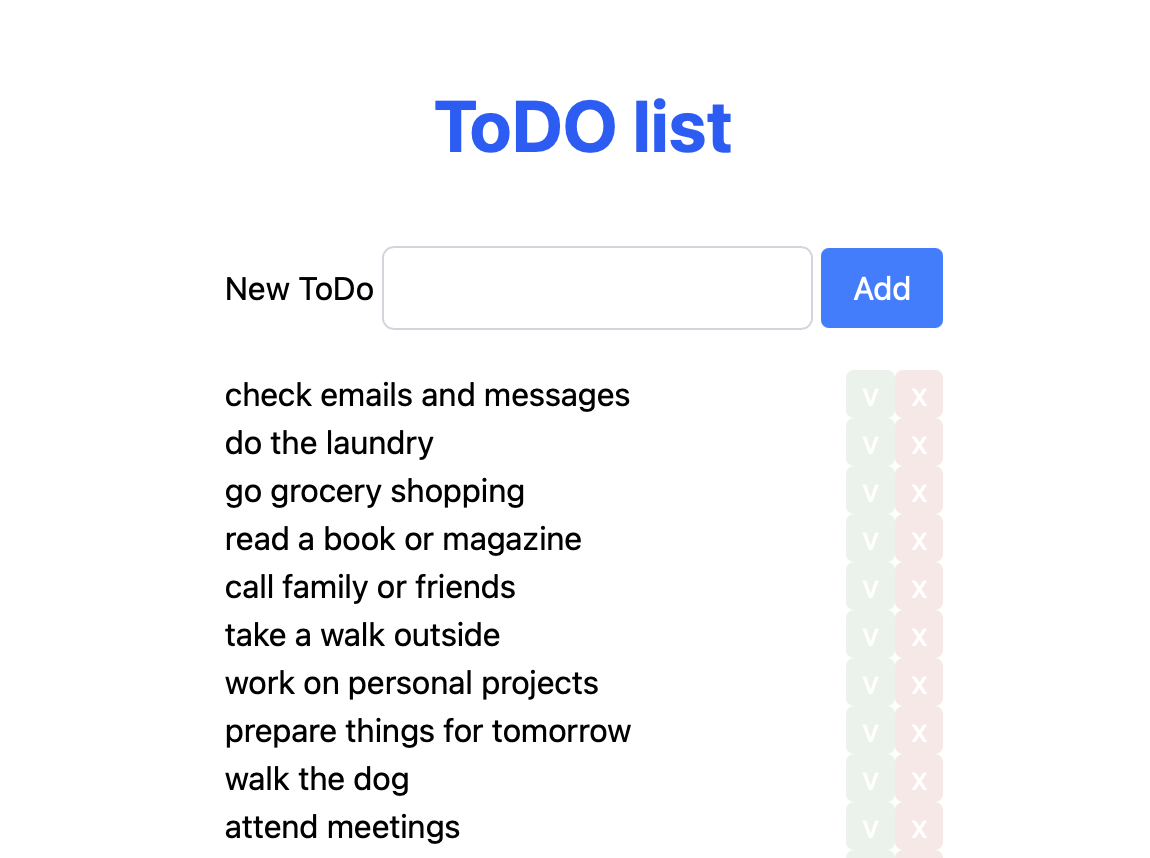 ToDO list
New ToDo Add
check emails and messages v x
do the laundry v x
go grocery shopping v x
read a book or magazine v x
call family or friends v x
take a walk outside v x
work on personal projects v x
prepare things for tomorrow v x
walk the dog v x
attend meetings v x